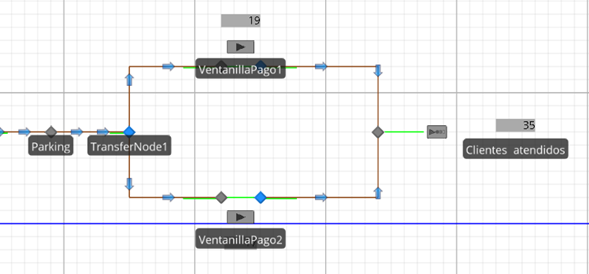 19
VentanillaPago1
Parking
TransferNode1
35
Clientes atendidos
VentanillaPago2